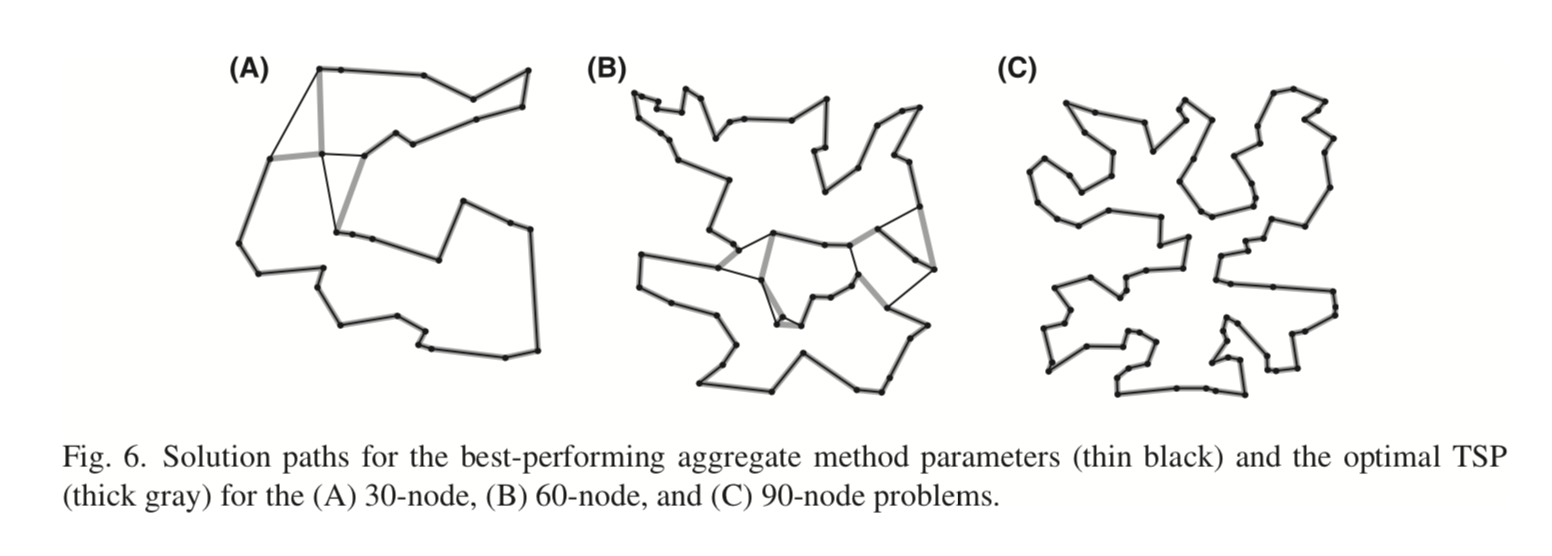 (A)
(B)
(C)
Fig. 6. Solution paths for the best-performing aggregate method parameters (thin black) and the optimal TSP
(thick gray) for the (A) 30-node, (B) 60-node, and (C) 90-node problems.